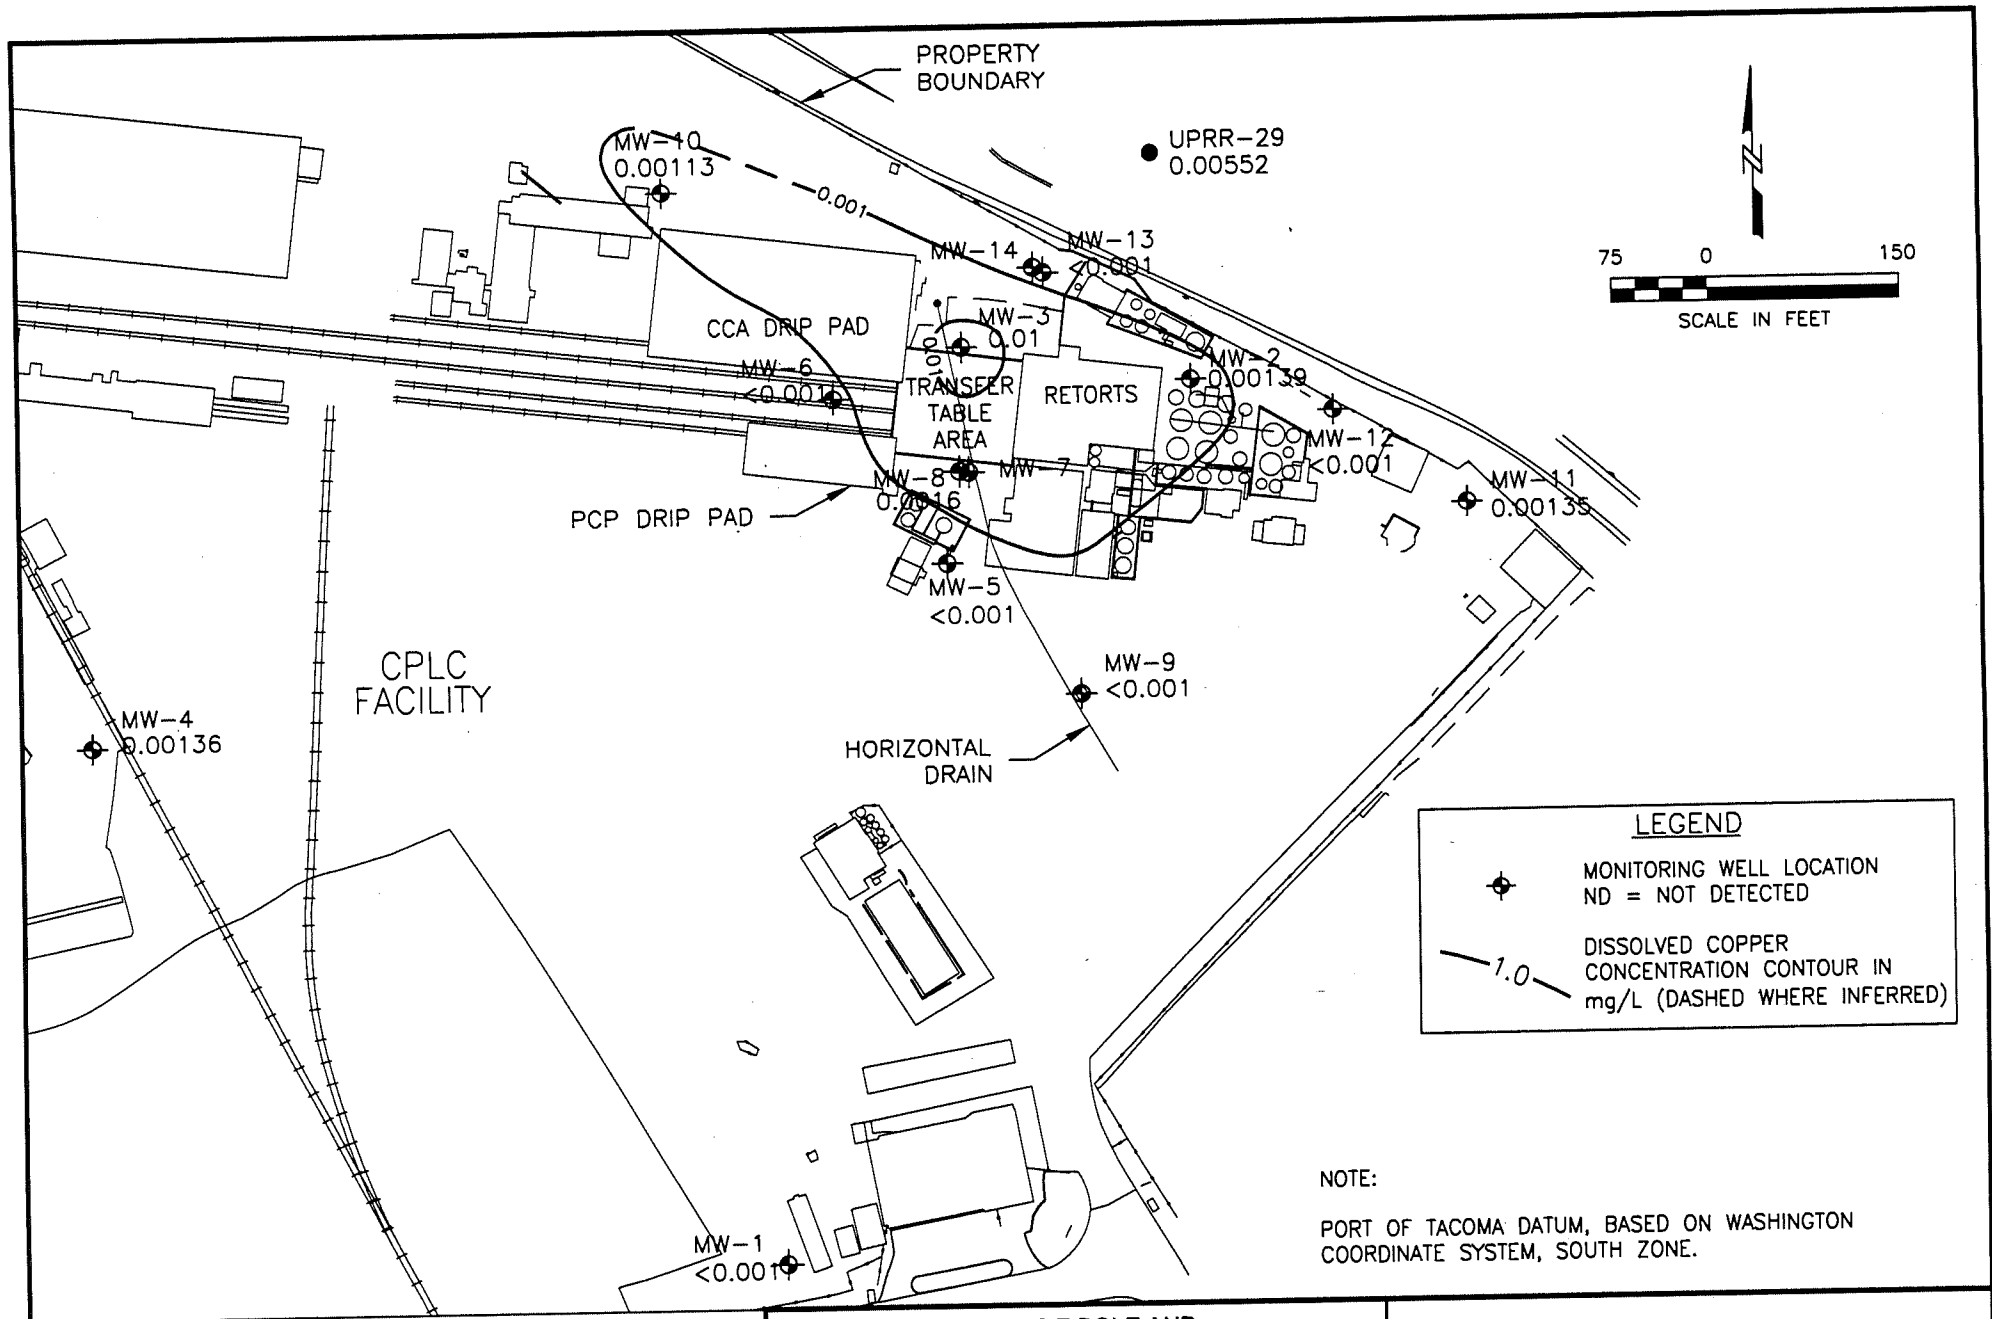 PROPERTY
BOUNDARY
UPRR-29
0.00552
MW-10
0.00113
0.001
75 0 150
SCALE IN FEET
MW-14
MW-13
<0.001
CCA DRIP PAD
MW-3
0.01
0.01
MW-6
<0.001
TRANSFER
TABLE
AREA
RETORTS
MW-2
0.00139
MW-12
<0.001
MW-11
0.00135
MW-8
0.0016
MW-7
PCP DRIP PAD
MW-5
<0.001
CPLC
FACILITY
MW-9
<0.001
MW-4
0.00136
HORIZONTAL
DRAIN
LEGEND
MONITORING WELL LOCATION
ND = NOT DETECTED
1.0
DISSOLVED COPPER
CONCENTRATION CONTOUR IN
mg/L (DASHED WHERE INFERRED)
MW-1
<0.001
NOTE:
PORT OF TACOMA DATUM, BASED ON WASHINGTON
COORDINATE SYSTEM, SOUTH ZONE.